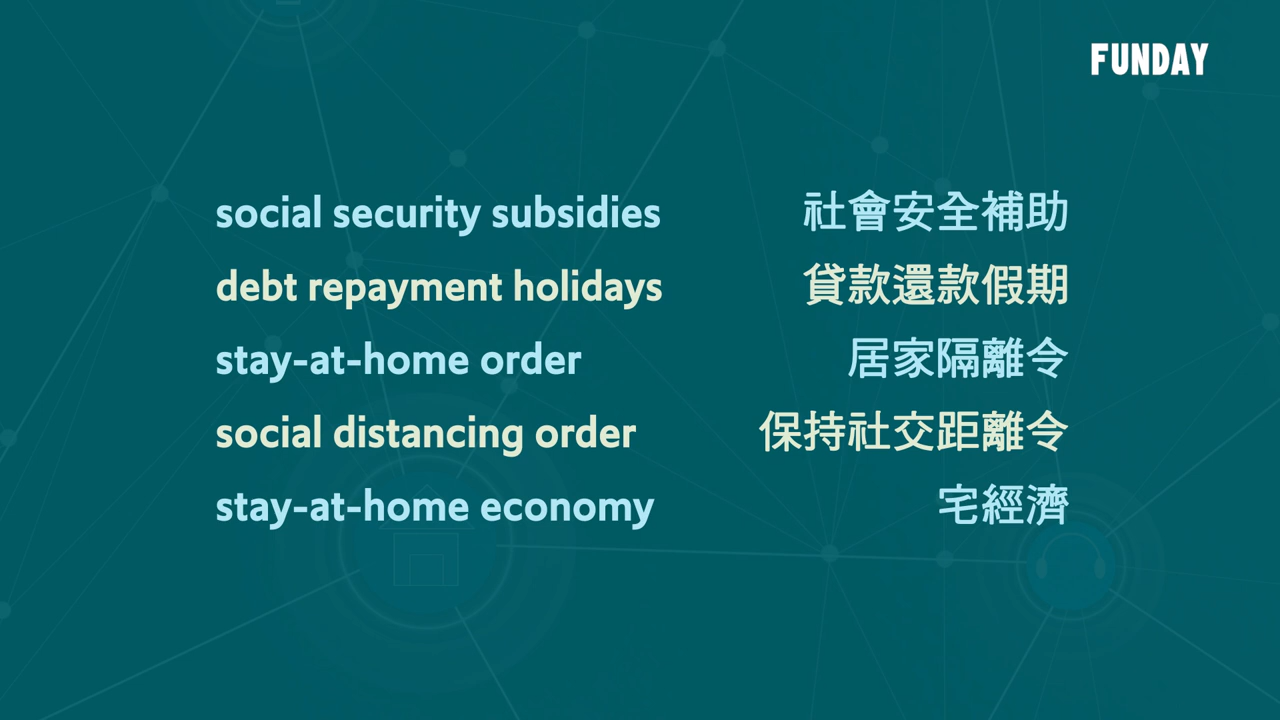 FUNDAY
social security subsidies 社會安全補助
debt repayment holidays 貸款還款假期
stay-at-home order 居家隔離令
social distancing order 保持社交距離令
stay-at-home economy 宅經濟